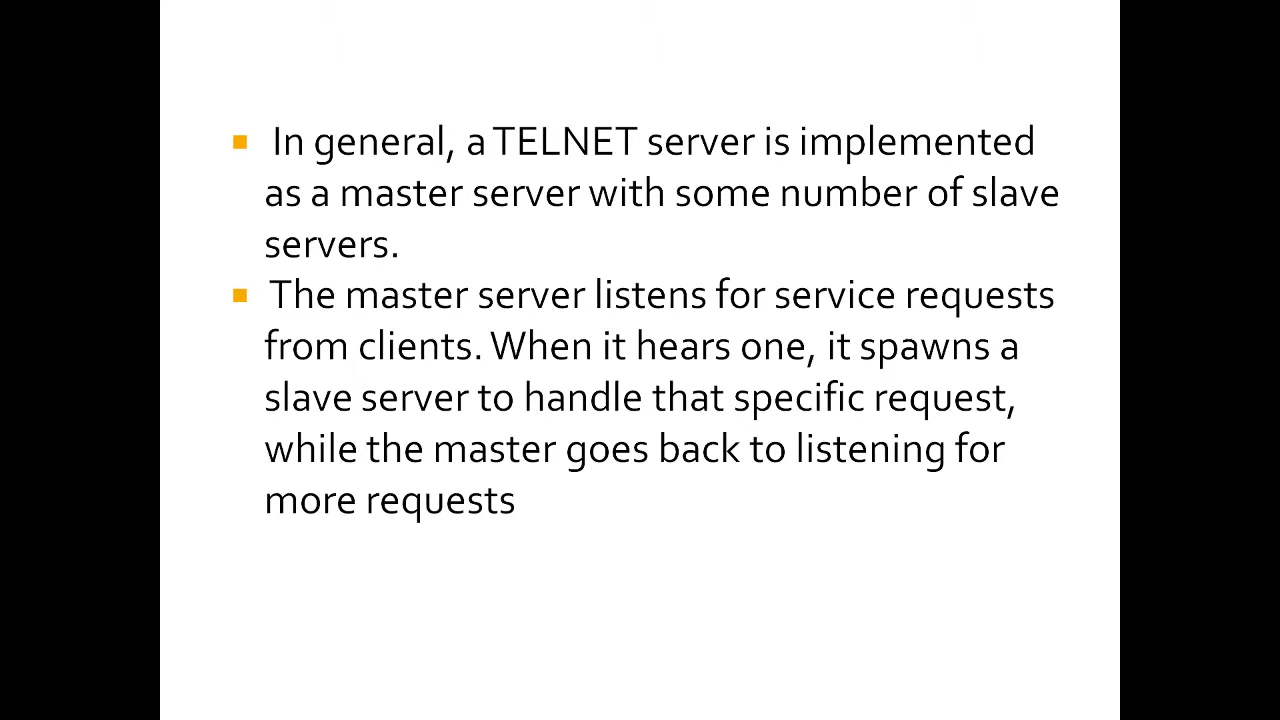 In general, a TELNET server is implemented
as a master server with some number of slave
servers.
The master server listens for service requests
from clients. When it hears one, it spawns a
slave server to handle that specific request,
while the master goes back to listening for
more requests